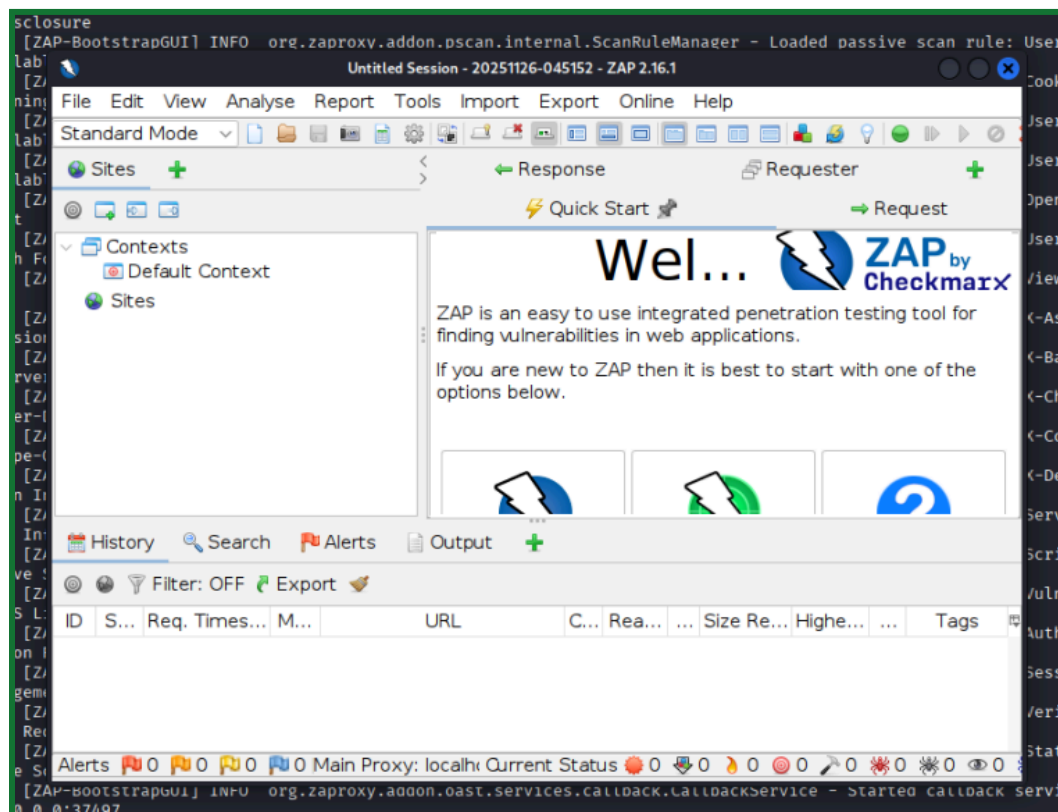 sclosure
[ZAP-BootstrapGUI] INFO org.zaproxy.addon.pscan.internal.ScanRuleManager - Loaded passive scan rule: User
Untitled Session - 20251126-045152 - ZAP 2.16.1
File Edit View Analyse Report Tools Import Export Online Help
Standard Mode
Sites
Response
Requester
Quick Start
Request
Contexts
Default Context
Sites
Wel...
ZAP by
Checkmarx
ZAP is an easy to use integrated penetration testing tool for
finding vulnerabilities in web applications.
If you are new to ZAP then it is best to start with one of the
options below.
?
History Search Alerts Output
Filter: OFF Export
ID S... Req. Times... M... URL C... Rea... ... Size Re... Highe... ... Tags
Alerts 0 0 0 0 Main Proxy: localh Current Status 0 0 0 0 0 0 0 0
[ZAP-BootstrapGUI] INFO org.zaproxy.addon.oast.services.callback.CallbackService - Started callback servi
0.0.0:37497